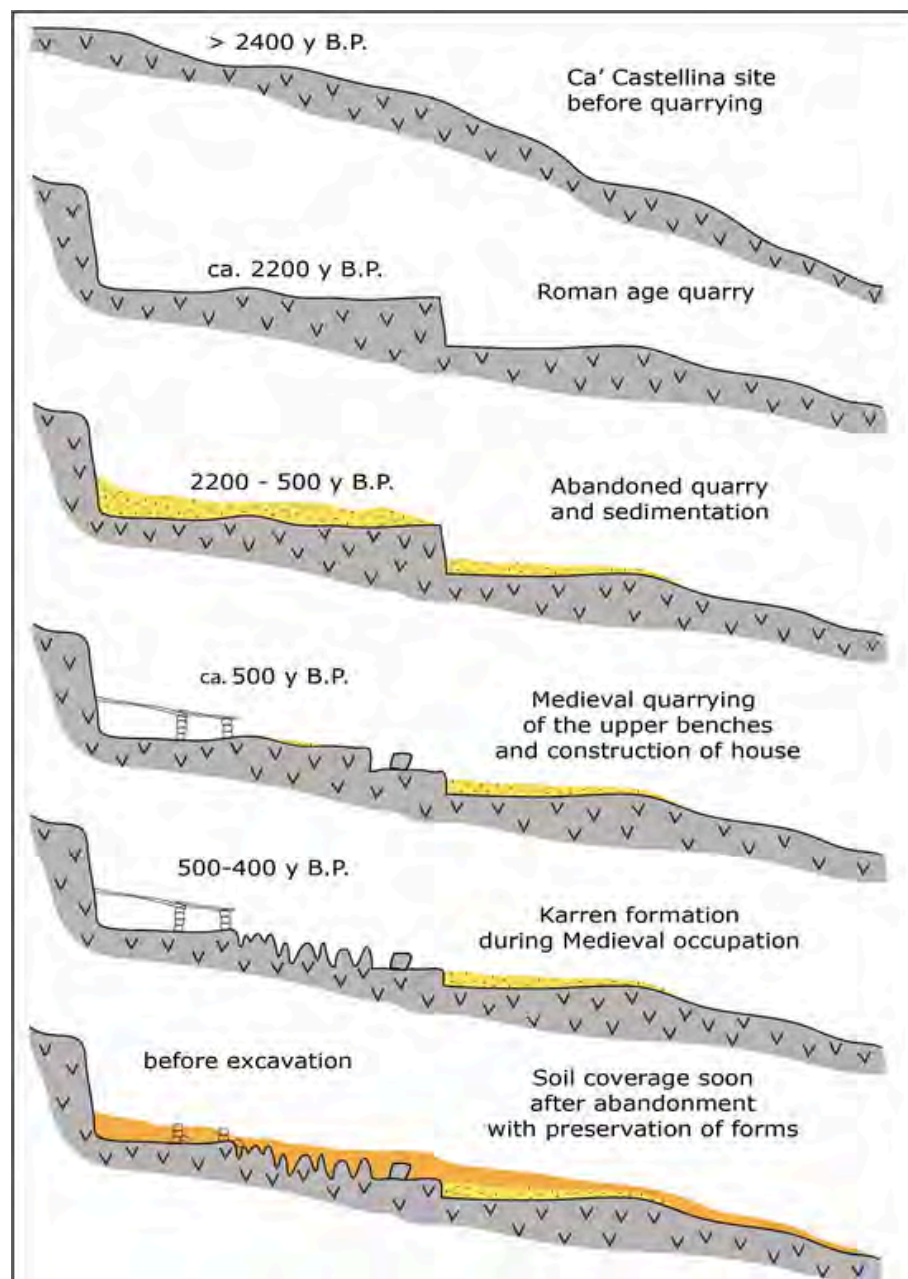 > 2400 y B.P.
Ca' Castellina site
before quarrying
ca. 2200 y B.P.
Roman age quarry
2200 - 500 y B.P.
Abandoned quarry
and sedimentation
ca. 500 y B.P.
Medieval quarrying
of the upper benches
and construction of house
500-400 y B.P.
Karren formation
during Medieval occupation
before excavation
Soil coverage soon
after abandonment
with preservation of forms